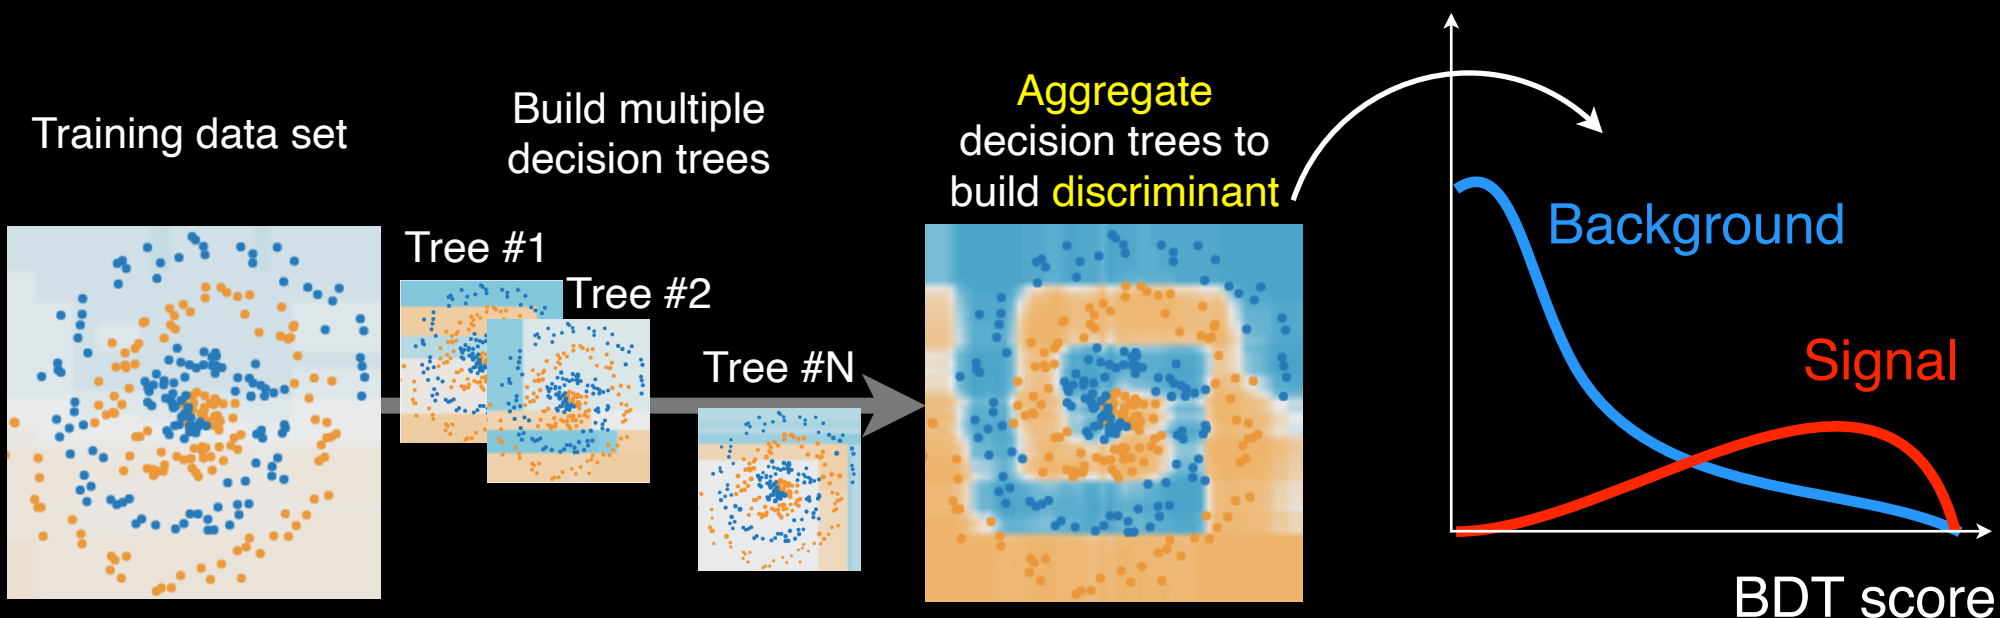 Training data set
Build multiple
decision trees
Tree #1
Tree #2
Tree #N
Aggregate
decision trees to
build discriminant
Background
Signal
BDT score